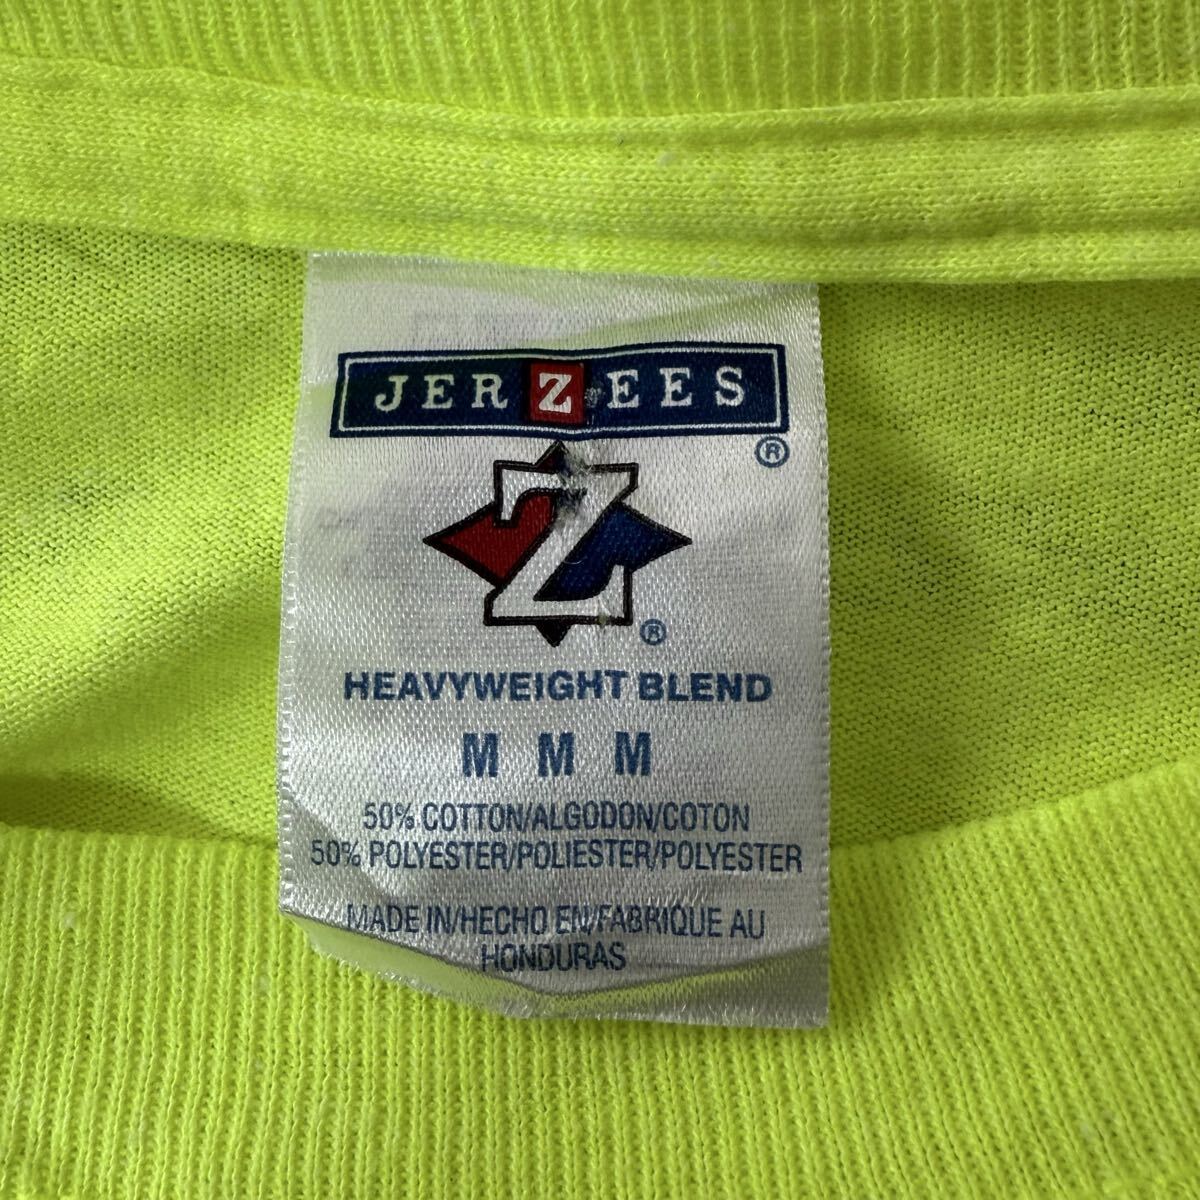 JERZEES
®
Z
®
HEAVYWEIGHT BLEND
M M M
50% COTTON/ALGODON/COTON
50% POLYESTER/POLIESTER/POLYESTER
MADE IN/HECHO EN/FABRIQUE AU
HONDURAS